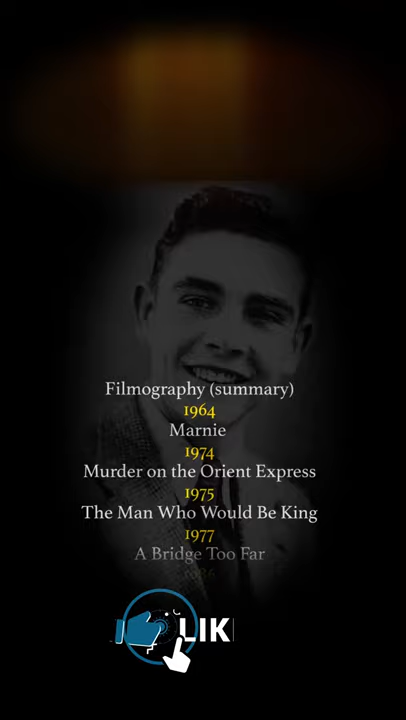 Filmography (summary)
1964
Marnie
1974
Murder on the Orient Express
1975
The Man Who Would Be King
1977
A Bridge Too Far
LIK